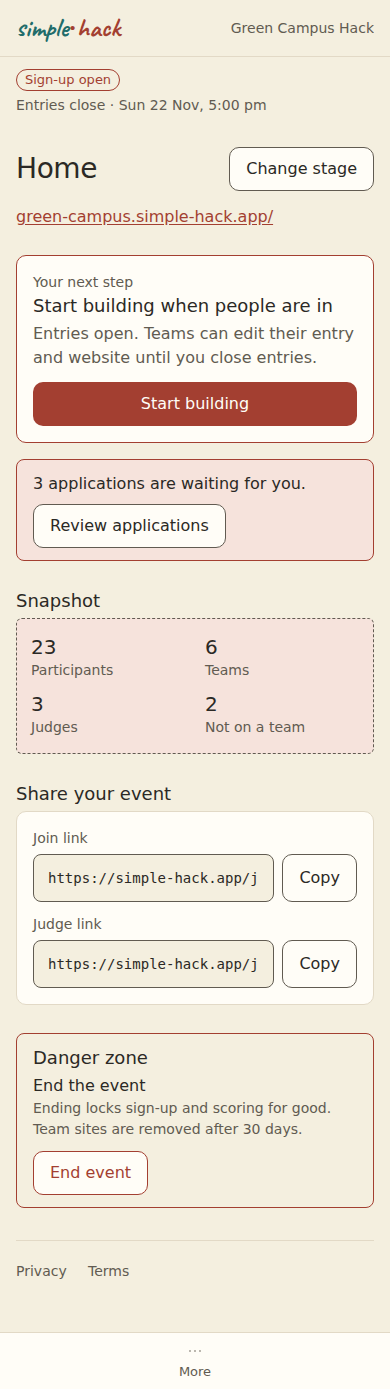 simple·hack
Green Campus Hack
Sign-up open
Entries close · Sun 22 Nov, 5:00 pm
Home
Change stage
green-campus.simple-hack.app/
Your next step
Start building when people are in
Entries open. Teams can edit their entry
and website until you close entries.
Start building
3 applications are waiting for you.
Review applications
Snapshot
23
Participants
6
Teams
3
Judges
2
Not on a team
Share your event
Join link
https://simple-hack.app/j
Copy
Judge link
https://simple-hack.app/j
Copy
Danger zone
End the event
Ending locks sign-up and scoring for good.
Team sites are removed after 30 days.
End event
Privacy
Terms
...
More